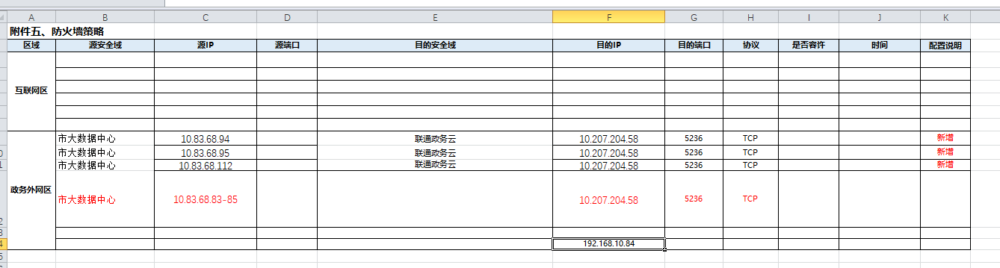 A B C D E F G H I J K
附件五、防火墙策略
区域 源安全域 源IP 源端口 目的安全域 目的IP 目的端口 协议 是否容许 时间 配置说明
互联网区
市大数据中心 10.83.68.94 联通政务云 10.207.204.58 5236 TCP 新增
市大数据中心 10.83.68.95 联通政务云 10.207.204.58 5236 TCP 新增
市大数据中心 10.83.68.112 联通政务云 10.207.204.58 5236 TCP 新增
政务外网区
市大数据中心 10.83.68.83-85 10.207.204.58 5236 TCP
192.168.10.84